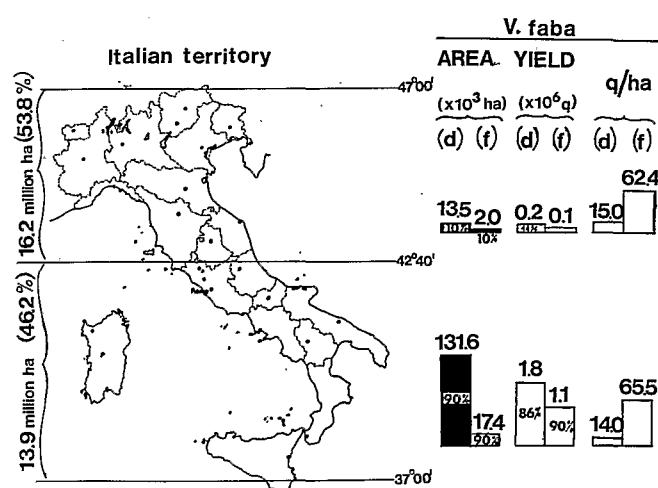 V. faba
Italian territory
AREA YIELD q/ha
(x10³ ha) (x10⁶q)
(d) (f) (d) (f) (d) (f)
47°00'
16.2 million ha (53.8%)
13.5 2.0 0.2 0.1 15.0 62.4
10%
10%
42°40'
13.9 million ha (46.2%)
131.6 17.4 1.8 1.1 14.0 65.5
90% 90% 86% 90%
37°00'